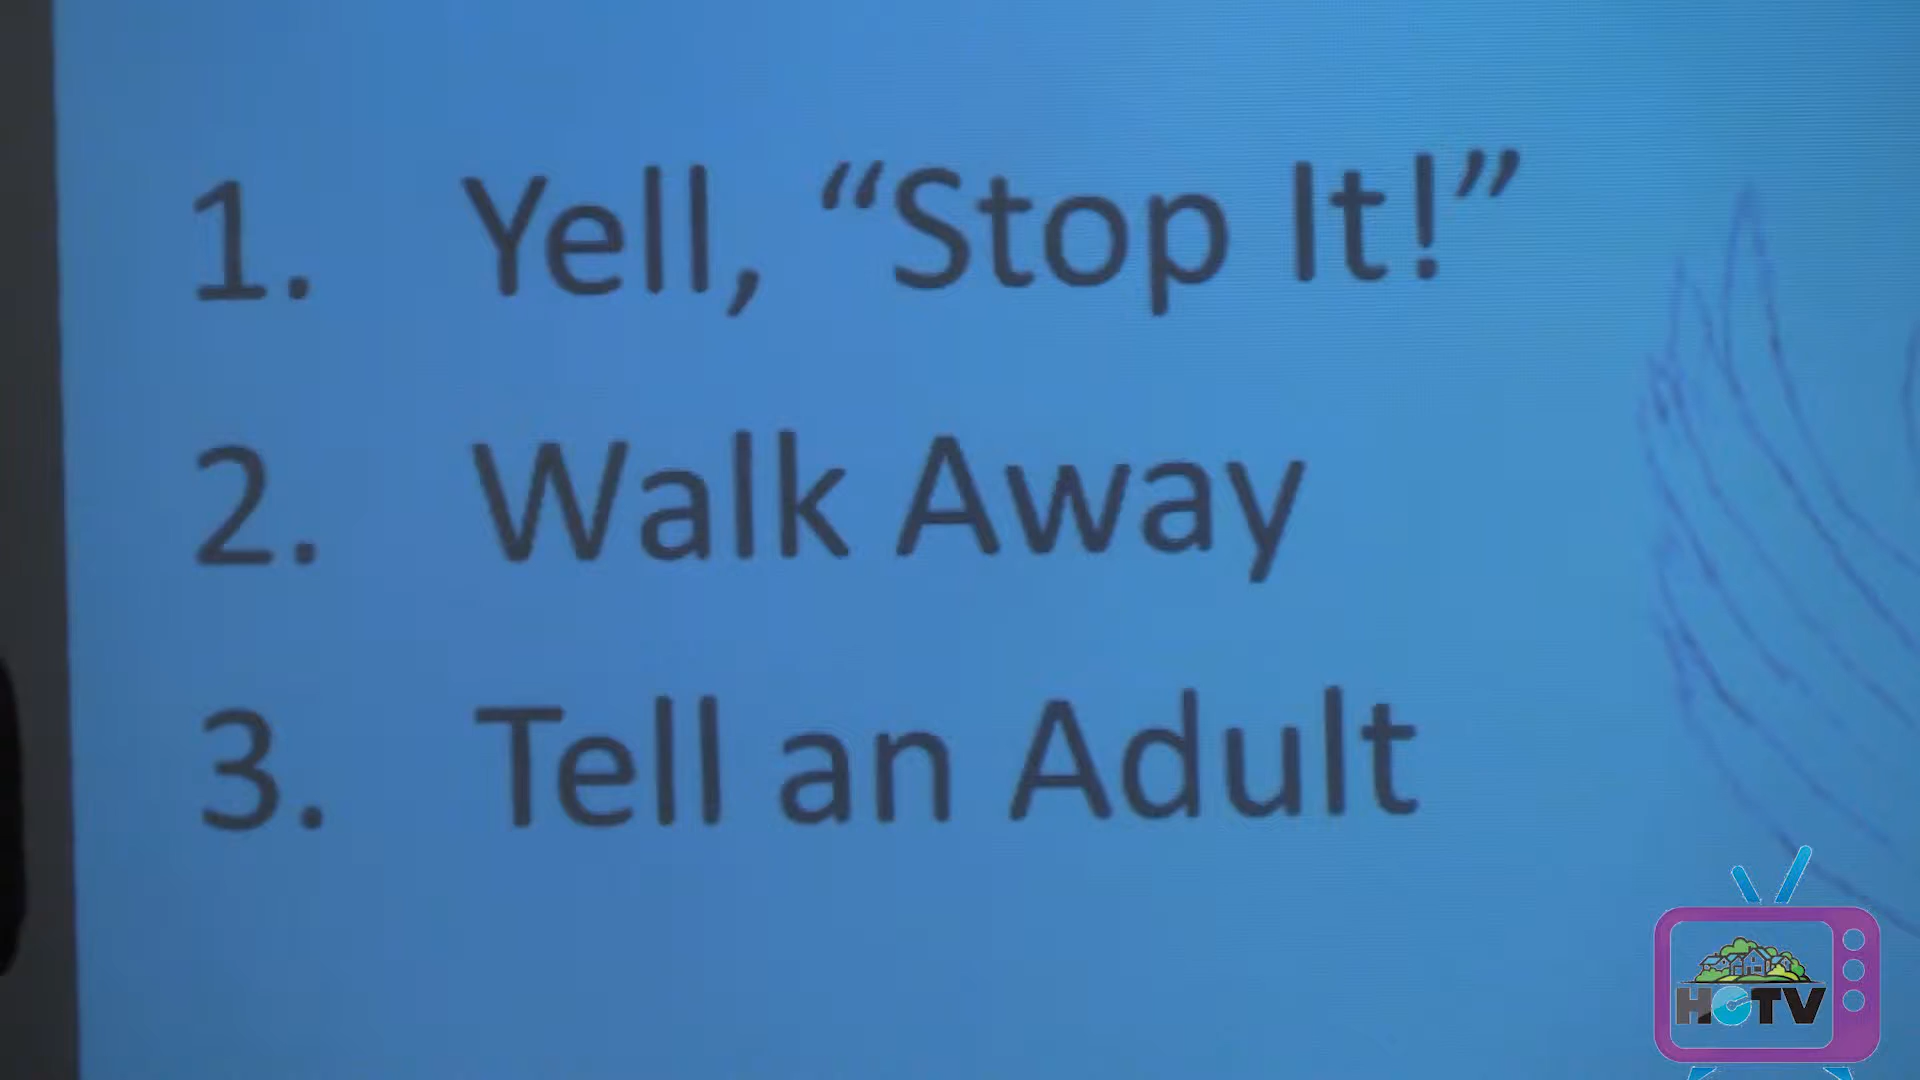 1. Yell, “Stop It!”
2. Walk Away
3. Tell an Adult
HCTV